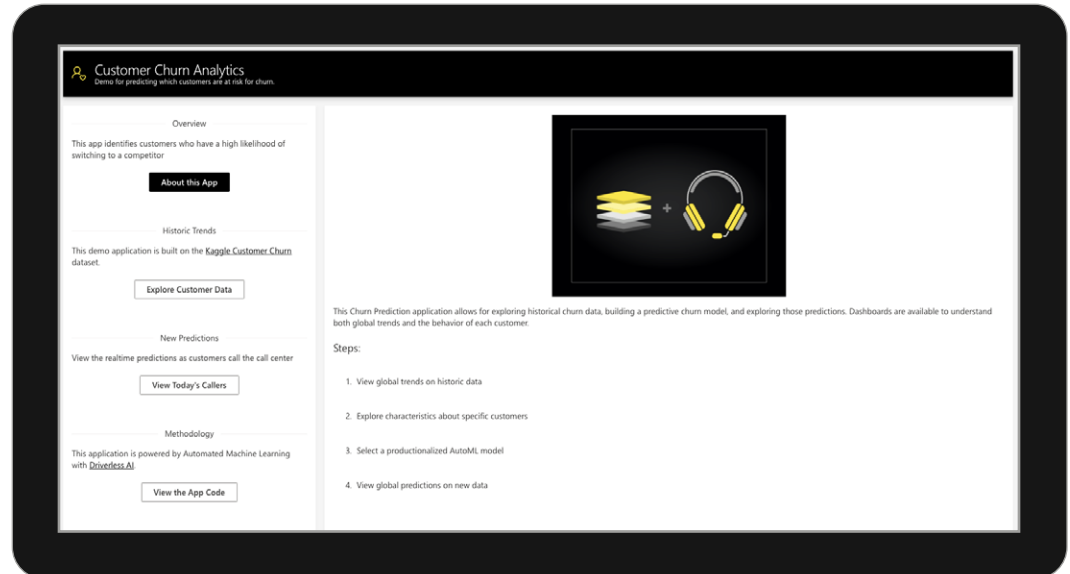 Customer Churn Analytics
Demo for predicting which customers are at risk for churn.
Overview
This app identifies customers who have a high likelihood of
switching to a competitor
About this App
Historic Trends
This demo application is built on the Kaggle Customer Churn
dataset.
Explore Customer Data
New Predictions
View the realtime predictions as customers call the call center
View Today's Callers
Methodology
This application is powered by Automated Machine Learning
with Driverless AI.
View the App Code
+
This Churn Prediction application allows for exploring historical churn data, building a predictive churn model, and exploring those predictions. Dashboards are available to understand
both global trends and the behavior of each customer.
Steps:
1. View global trends on historic data
2. Explore characteristics about specific customers
3. Select a productionalized AutoML model
4. View global predictions on new data